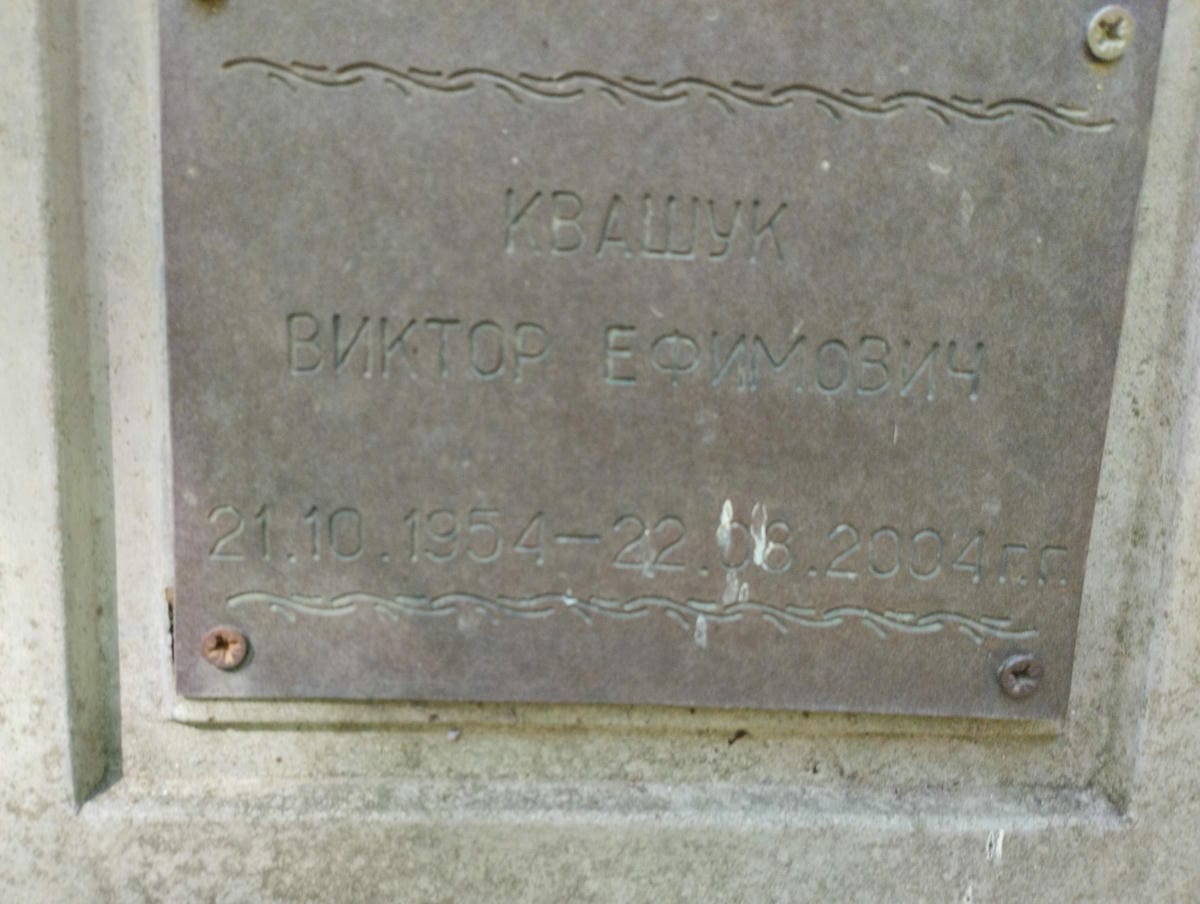 КВАШУК
ВИКТОР ЕФИМОВИЧ
21.10.1954–22.08.2004г.г.